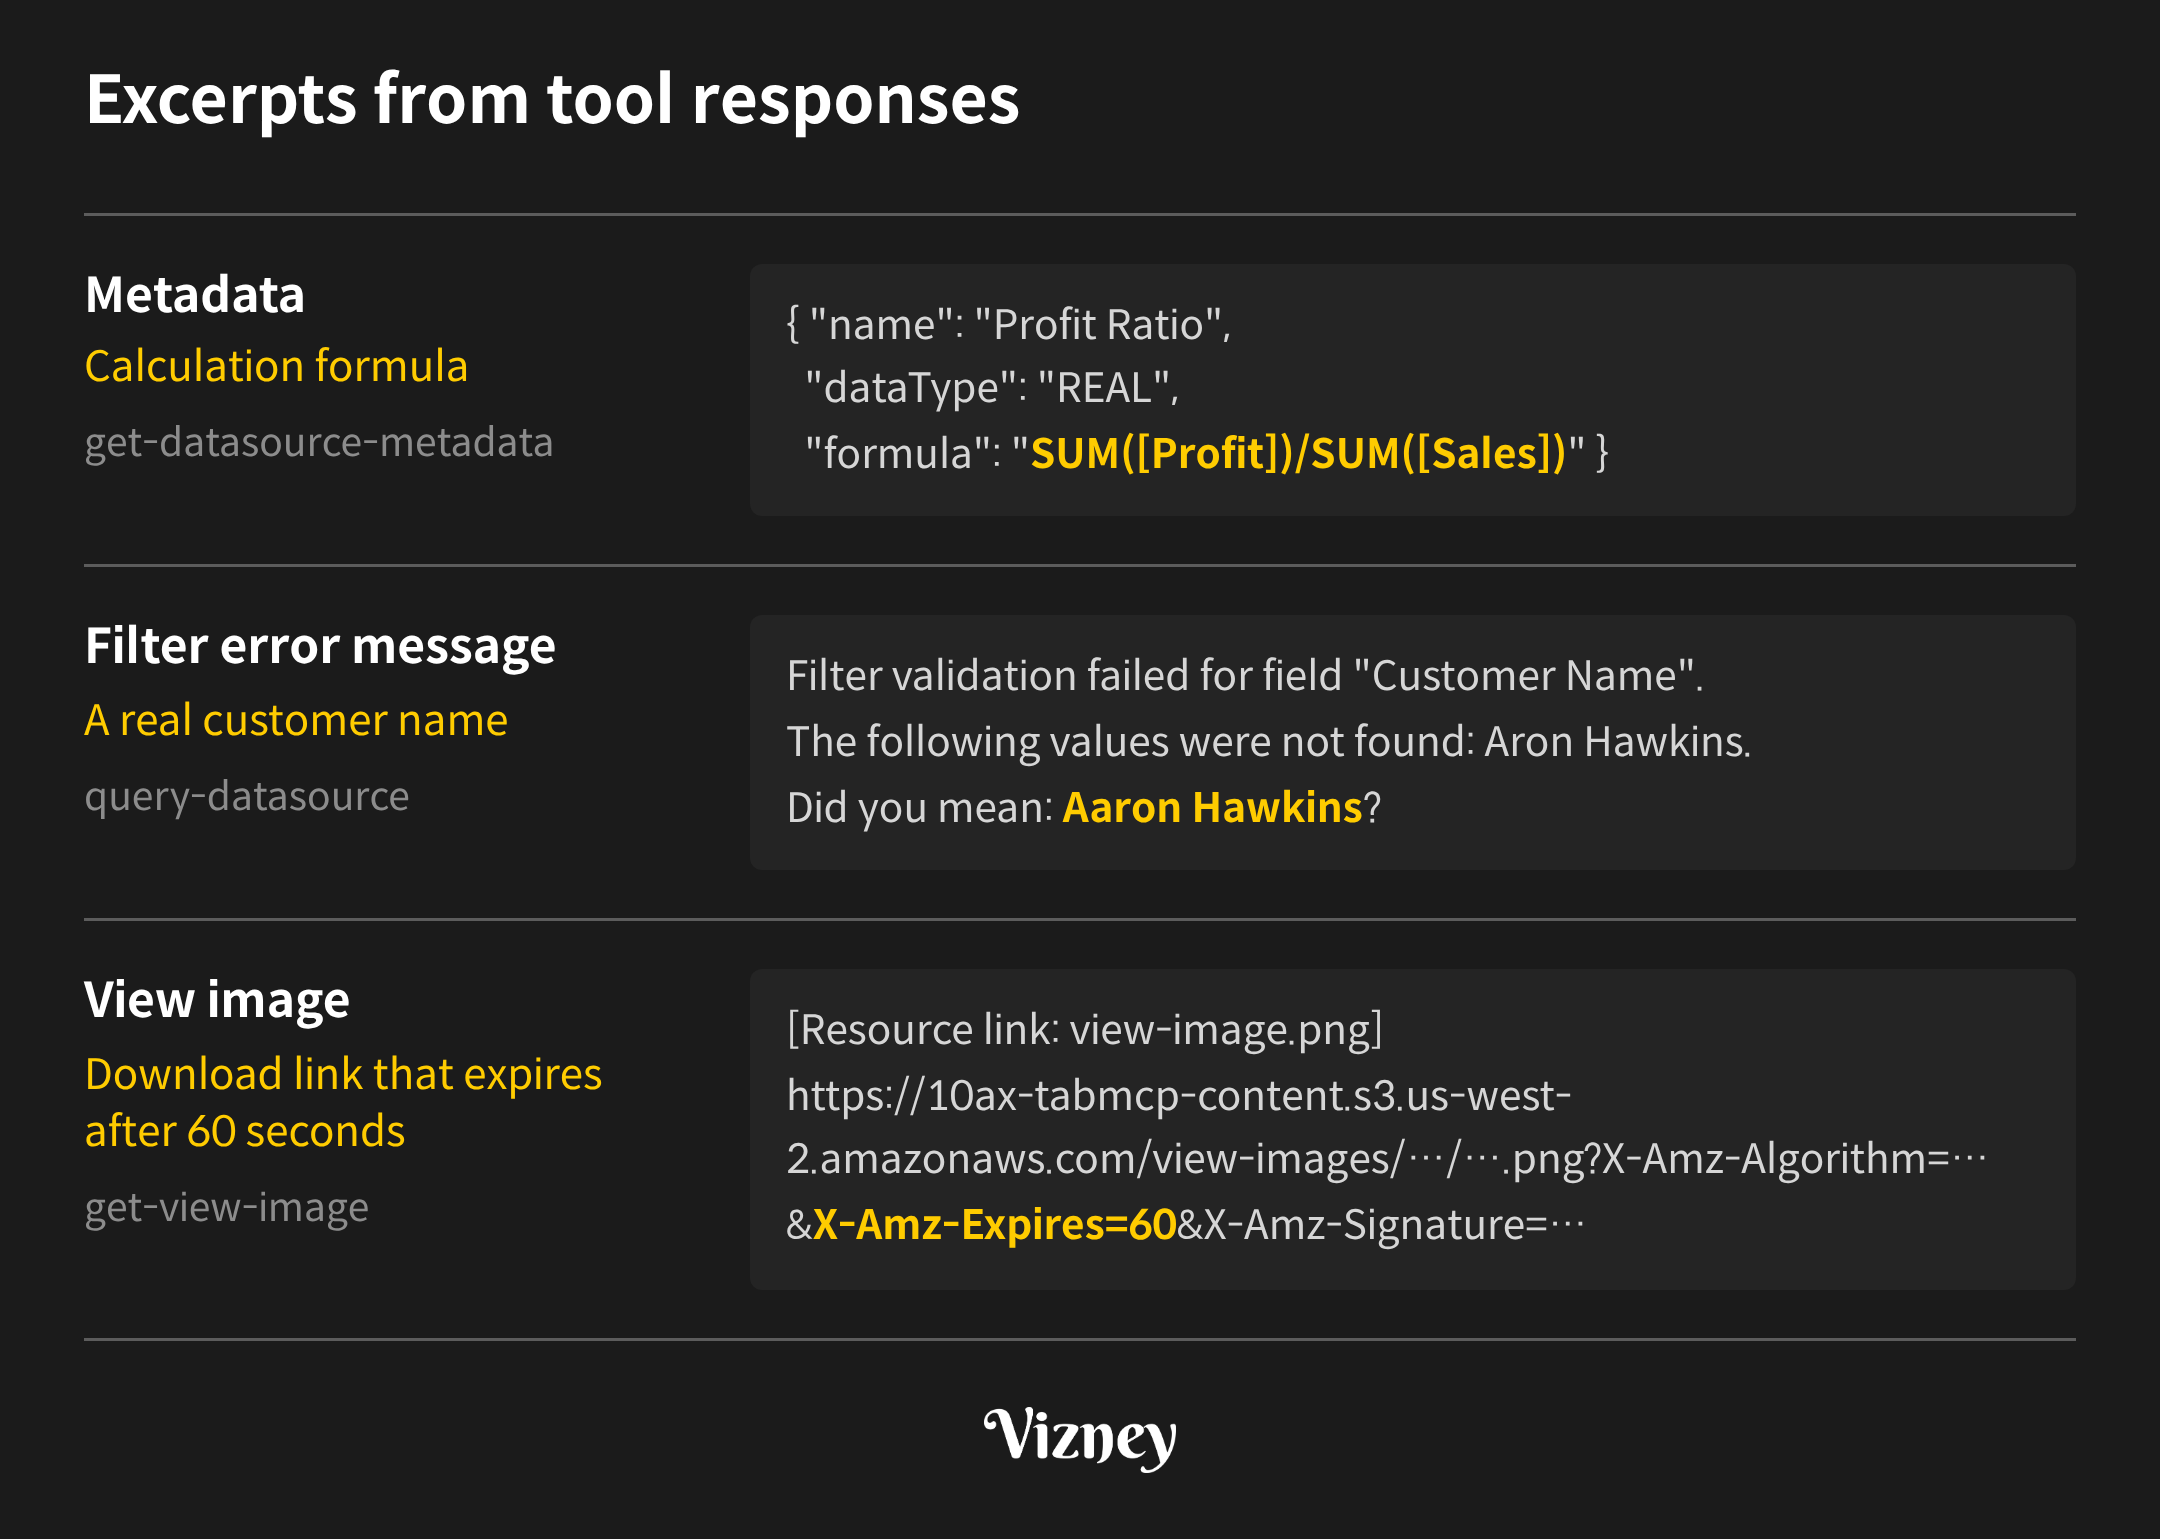 Excerpts from tool responses
Metadata
Calculation formula
get-datasource-metadata
{ "name": "Profit Ratio",
"dataType": "REAL",
"formula": "SUM([Profit])/SUM([Sales])" }
Filter error message
A real customer name
query-datasource
Filter validation failed for field "Customer Name".
The following values were not found: Aron Hawkins.
Did you mean: Aaron Hawkins?
View image
Download link that expires
after 60 seconds
get-view-image
[Resource link: view-image.png]
https://10ax-tabmcp-content.s3.us-west-
2.amazonaws.com/view-images/…/….png?X-Amz-Algorithm=…
&X-Amz-Expires=60&X-Amz-Signature=…
Vizney